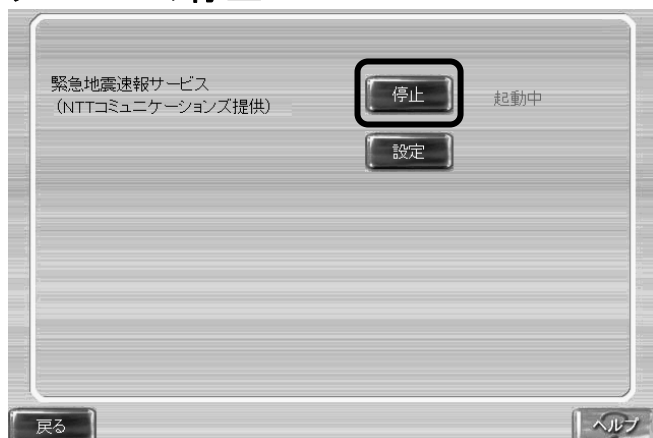 緊急地震速報サービス
（NTTコミュニケーションズ提供）
停止
起動中
設定
戻る
ヘルプ